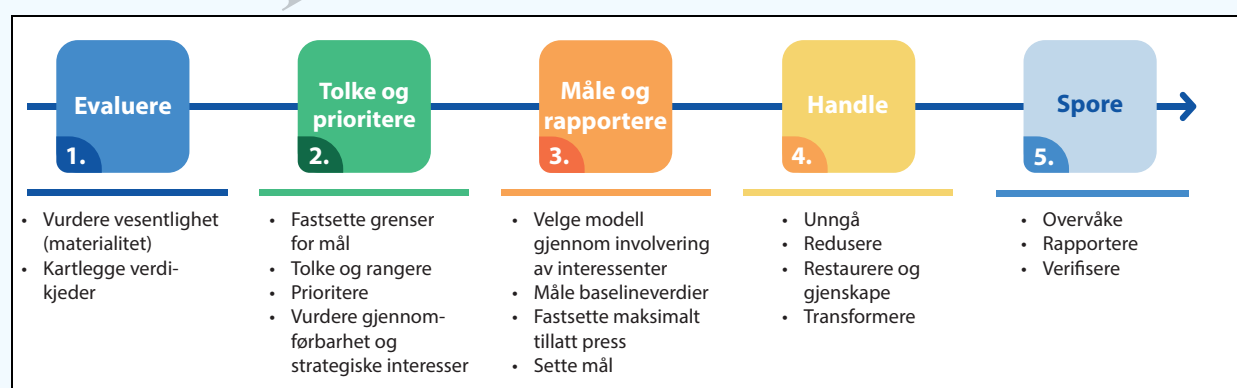 Evaluere
1.
Tolke og
prioritere
2.
Måle og
rapportere
3.
Handle
4.
Spore
5.
• Vurdere vesentlighet
(materialitet)
• Kartlegge verdi-
kjeder
• Fastsette grenser
for mål
• Tolke og rangere
• Prioritere
• Vurdere gjennom-
førbarhet og
strategiske interesser
• Velge modell
gjennom involvering
av interessenter
• Måle baselineverdier
• Fastsette maksimalt
tillatt press
• Sette mål
• Unngå
• Redusere
• Restaurere og
gjenskape
• Transformere
• Overvåke
• Rapportere
• Verifisere